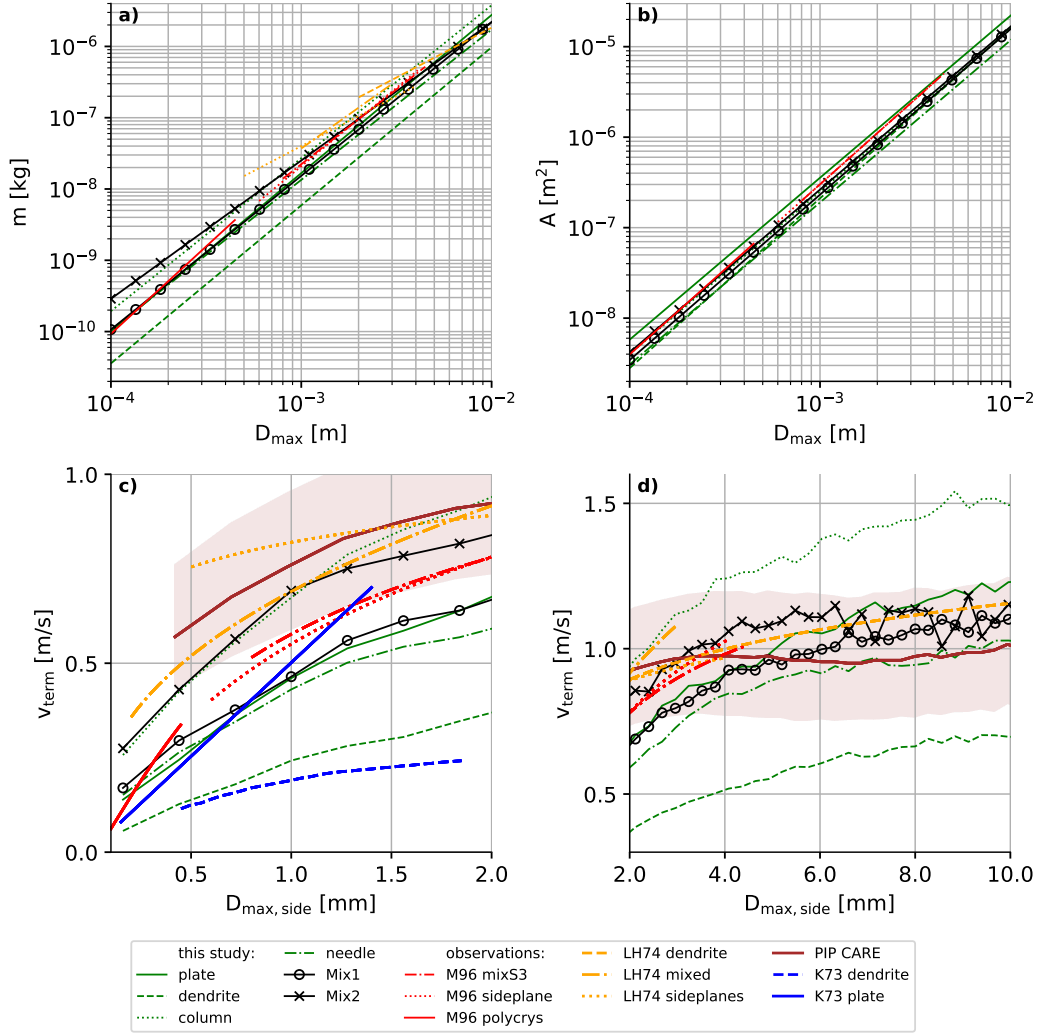 a)
10⁻⁶
10⁻⁷
10⁻⁸
10⁻⁹
10⁻¹⁰
m [kg]
10⁻⁴
10⁻³
10⁻²
D_max [m]
b)
10⁻⁵
10⁻⁶
10⁻⁷
10⁻⁸
A [m²]
10⁻⁴
10⁻³
10⁻²
D_max [m]
c)
1.0
0.5
0.0
v_term [m/s]
0.5
1.0
1.5
2.0
D_max, side [mm]
d)
1.5
1.0
0.5
v_term [m/s]
2.0
4.0
6.0
8.0
10.0
D_max, side [mm]
this study:
plate
dendrite
column
needle
Mix1
Mix2
observations:
M96 mixS3
M96 sideplane
M96 polycrys
LH74 dendrite
LH74 mixed
LH74 sideplanes
PIP CARE
K73 dendrite
K73 plate